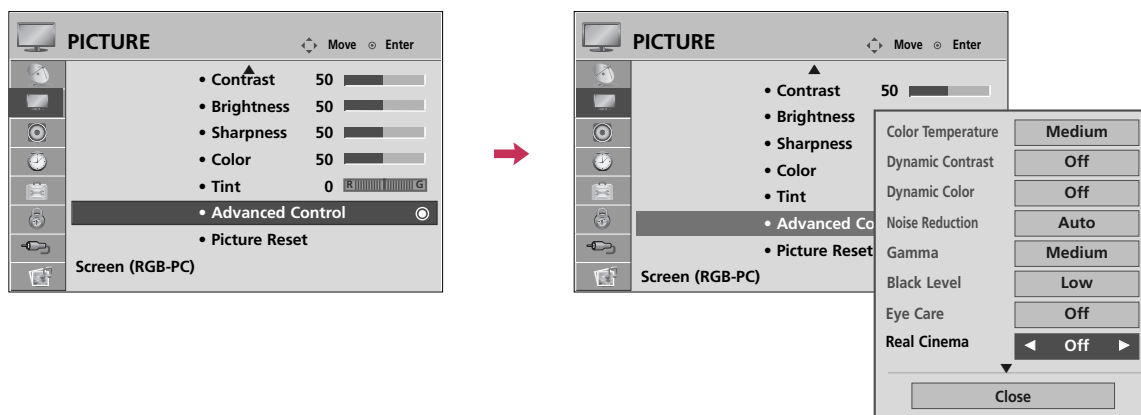 PICTURE Move Enter
• Contrast 50
• Brightness 50
• Sharpness 50
• Color 50
• Tint 0 R G
• Advanced Control
• Picture Reset
Screen (RGB-PC)
PICTURE Move Enter
• Contrast 50
• Brightness
• Sharpness
• Color
• Tint
• Advanced Co
• Picture Reset
Screen (RGB-PC)
Color Temperature Medium
Dynamic Contrast Off
Dynamic Color Off
Noise Reduction Auto
Gamma Medium
Black Level Low
Eye Care Off
Real Cinema ◀ Off ▶
Close